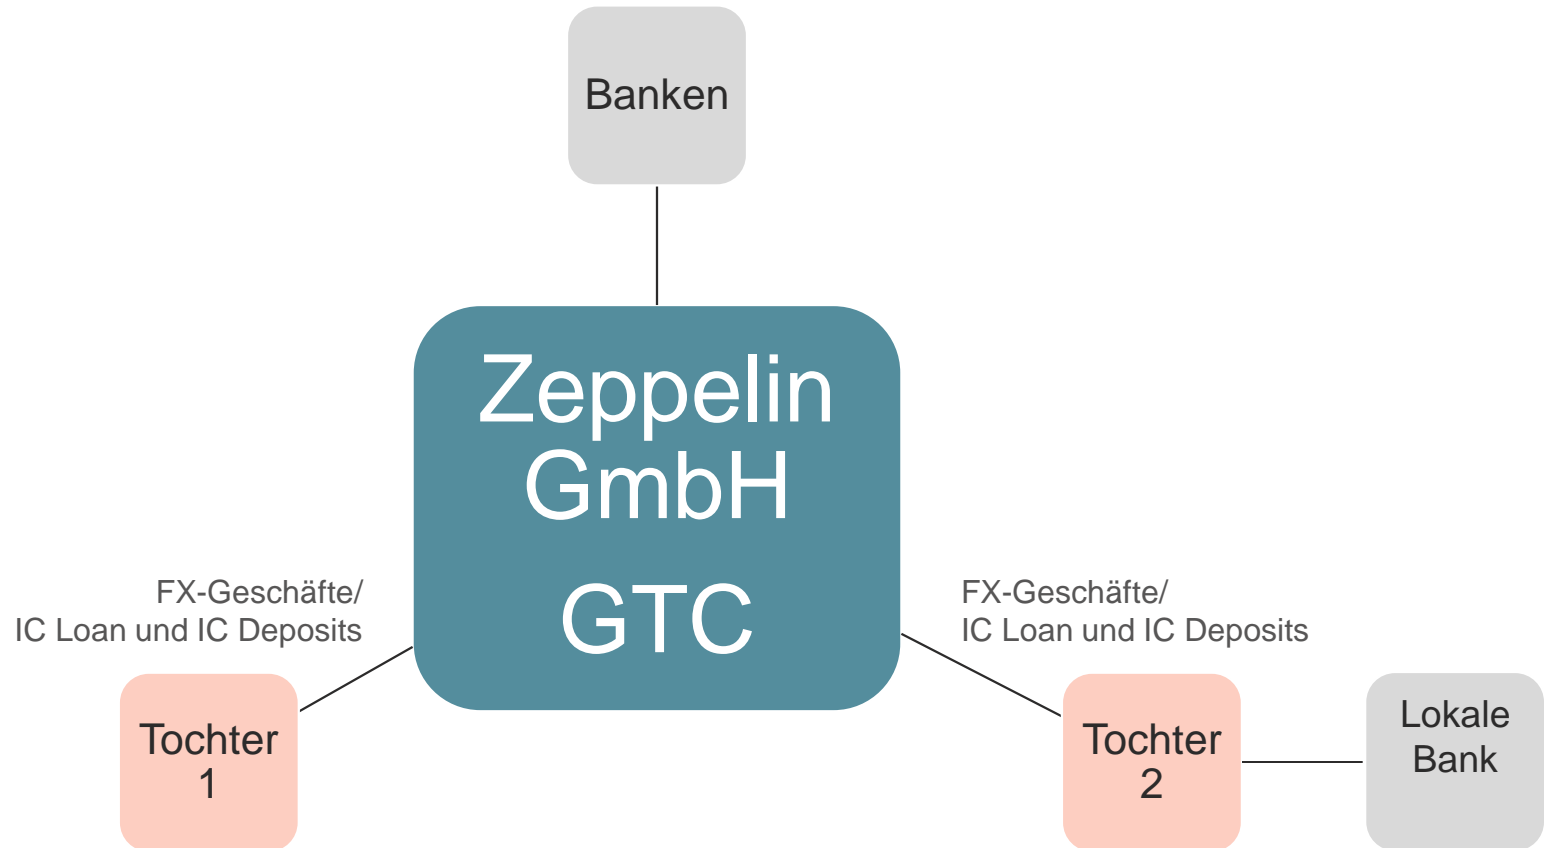 Banken
Zeppelin
GmbH
GTC
FX-Geschäfte/
IC Loan und IC Deposits
FX-Geschäfte/
IC Loan und IC Deposits
Tochter
1
Tochter
2
Lokale
Bank